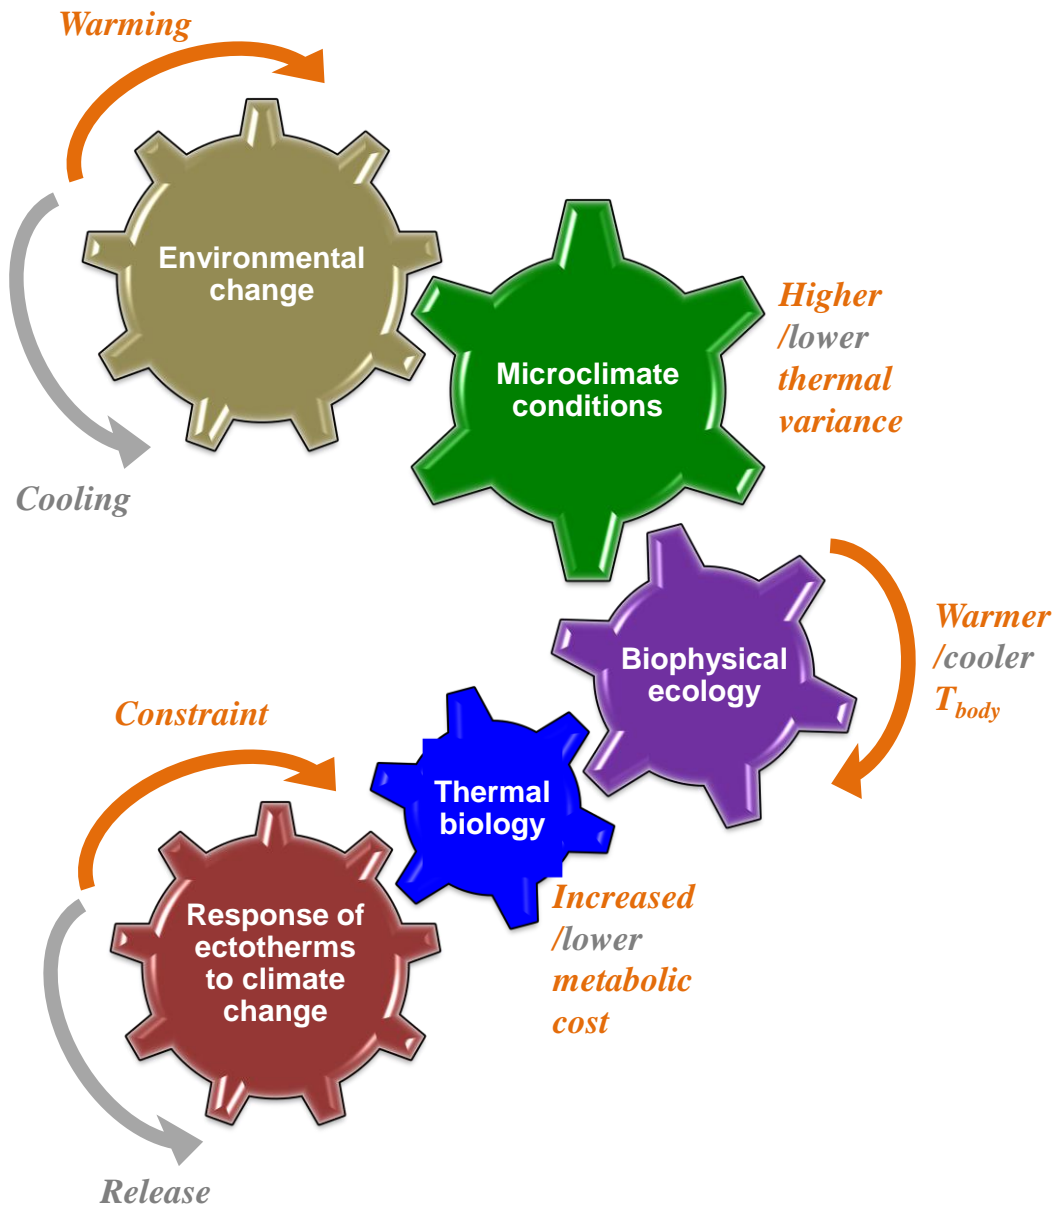 Warming
Environmental
change
Cooling
Microclimate
conditions
Higher
/lower
thermal
variance
Biophysical
ecology
Warmer
/cooler
T_body
Thermal
biology
Increased
/lower
metabolic
cost
Constraint
Response of
ectotherms
to climate
change
Release